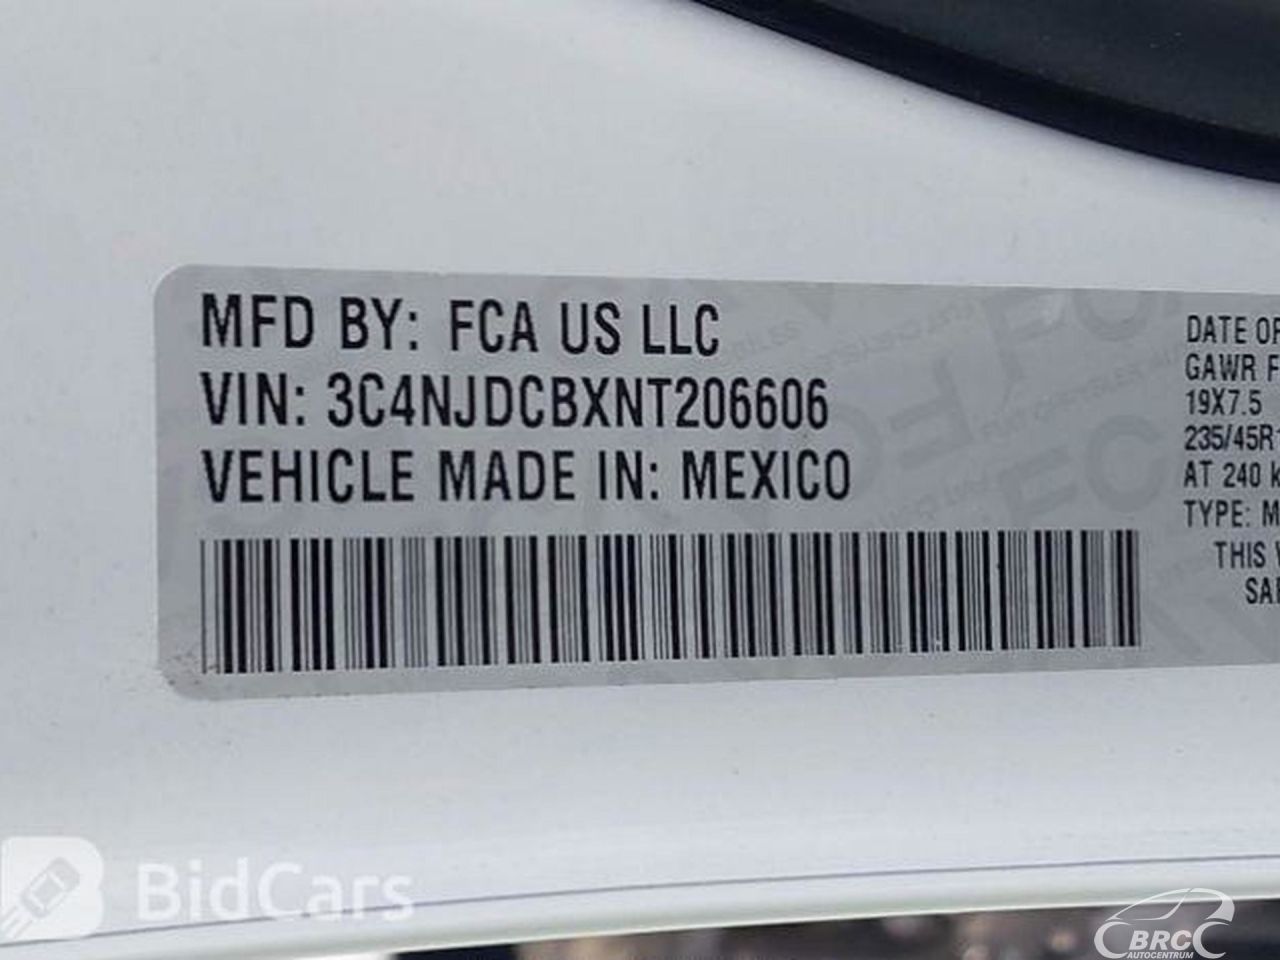 MFD BY: FCA US LLC
VIN: 3C4NJDCBXNT206606
VEHICLE MADE IN: MEXICO
DATE OF
GAWR F
19X7.5
235/45R1
AT 240 k
TYPE: M
THIS V
SAF
BidCars
BRC
AUTOCENTRUM